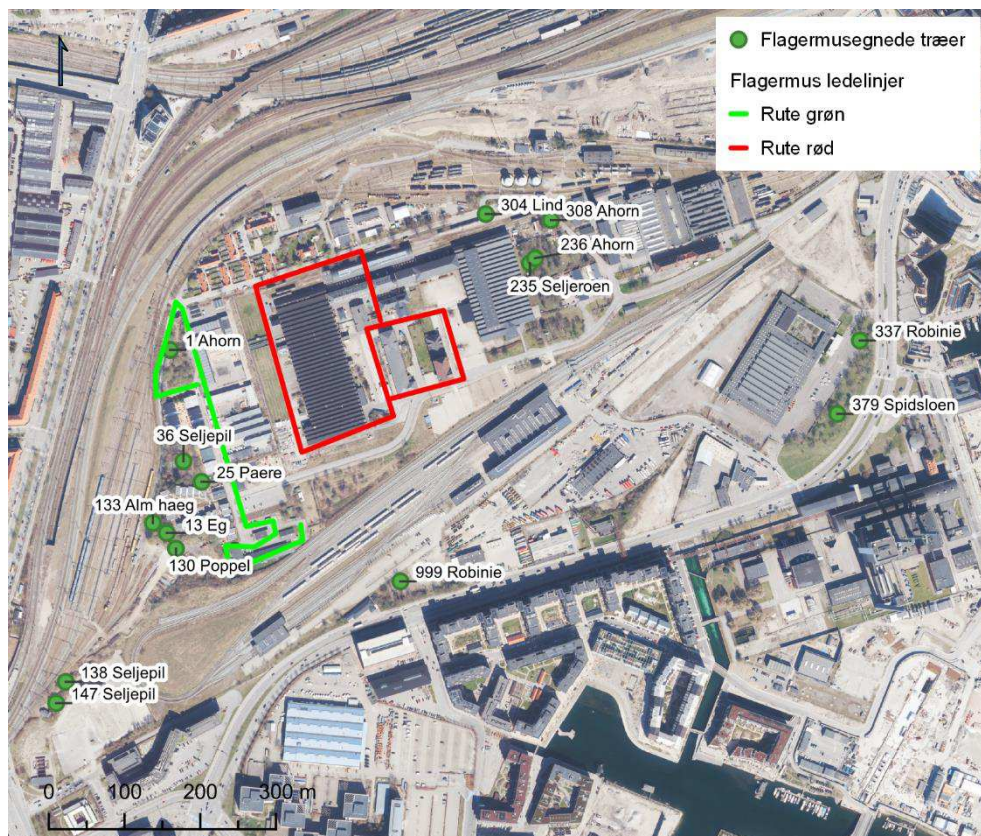 Flagermusegnede træer
Flagermus ledelinjer
Rute grøn
Rute rød
304 Lind
308 Ahorn
236 Ahorn
235 Seljeroen
337 Robinie
1 Ahorn
379 Spidsloen
36 Seljepil
25 Paere
133 Alm haeg
13 Eg
130 Poppel
999 Robinie
138 Seljepil
147 Seljepil
0 100 200 300 m